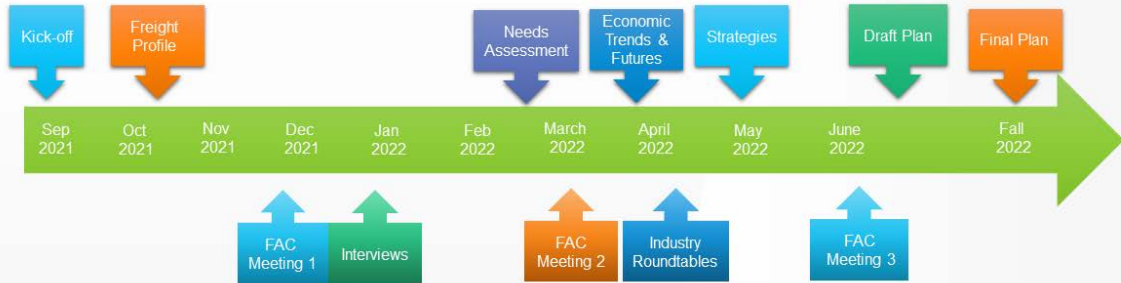 Kick-off
Freight
Profile
Needs
Assessment
Economic
Trends &
Futures
Strategies
Draft Plan
Final Plan
Sep
2021
Oct
2021
Nov
2021
Dec
2021
Jan
2022
Feb
2022
March
2022
April
2022
May
2022
June
2022
Fall
2022
FAC
Meeting 1
Interviews
FAC
Meeting 2
Industry
Roundtables
FAC
Meeting 3